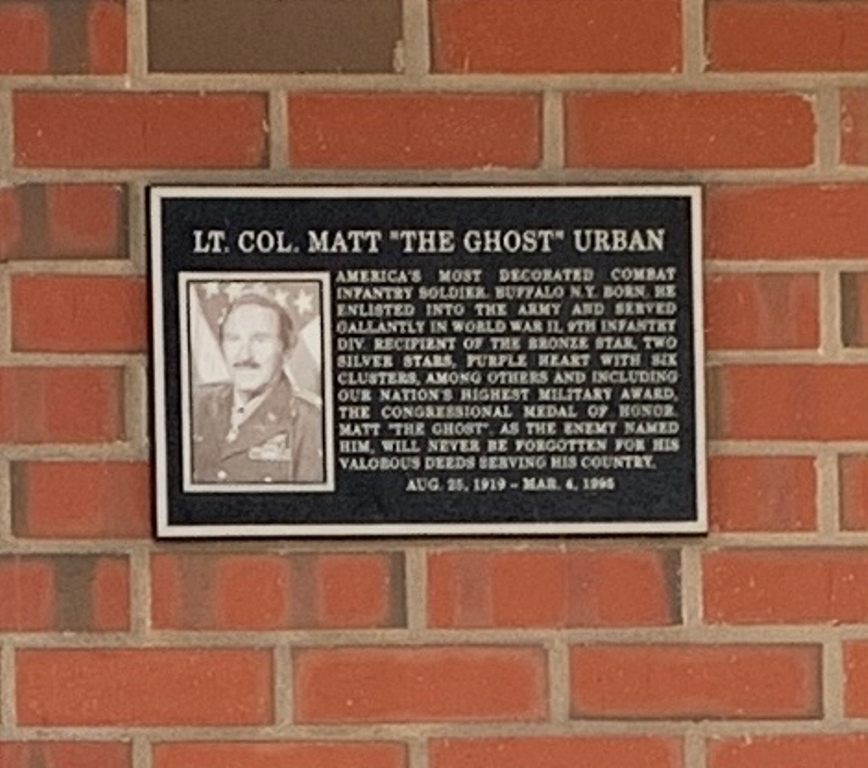 LT. COL. MATT "THE GHOST" URBAN
AMERICA'S MOST DECORATED COMBAT
INFANTRY SOLDIER. BUFFALO N.Y. BORN. HE
ENLISTED INTO THE ARMY AND SERVED
GALLANTLY IN WORLD WAR II, 9TH INFANTRY
DIV. RECIPIENT OF THE BRONZE STAR, TWO
SILVER STARS, PURPLE HEART WITH SIX
CLUSTERS, AMONG OTHERS AND INCLUDING
OUR NATION'S HIGHEST MILITARY AWARD,
THE CONGRESSIONAL MEDAL OF HONOR.
MATT "THE GHOST", AS THE ENEMY NAMED
HIM, WILL NEVER BE FORGOTTEN FOR HIS
VALOROUS DEEDS SERVING HIS COUNTRY.
AUG. 25, 1919 - MAR. 4, 1995